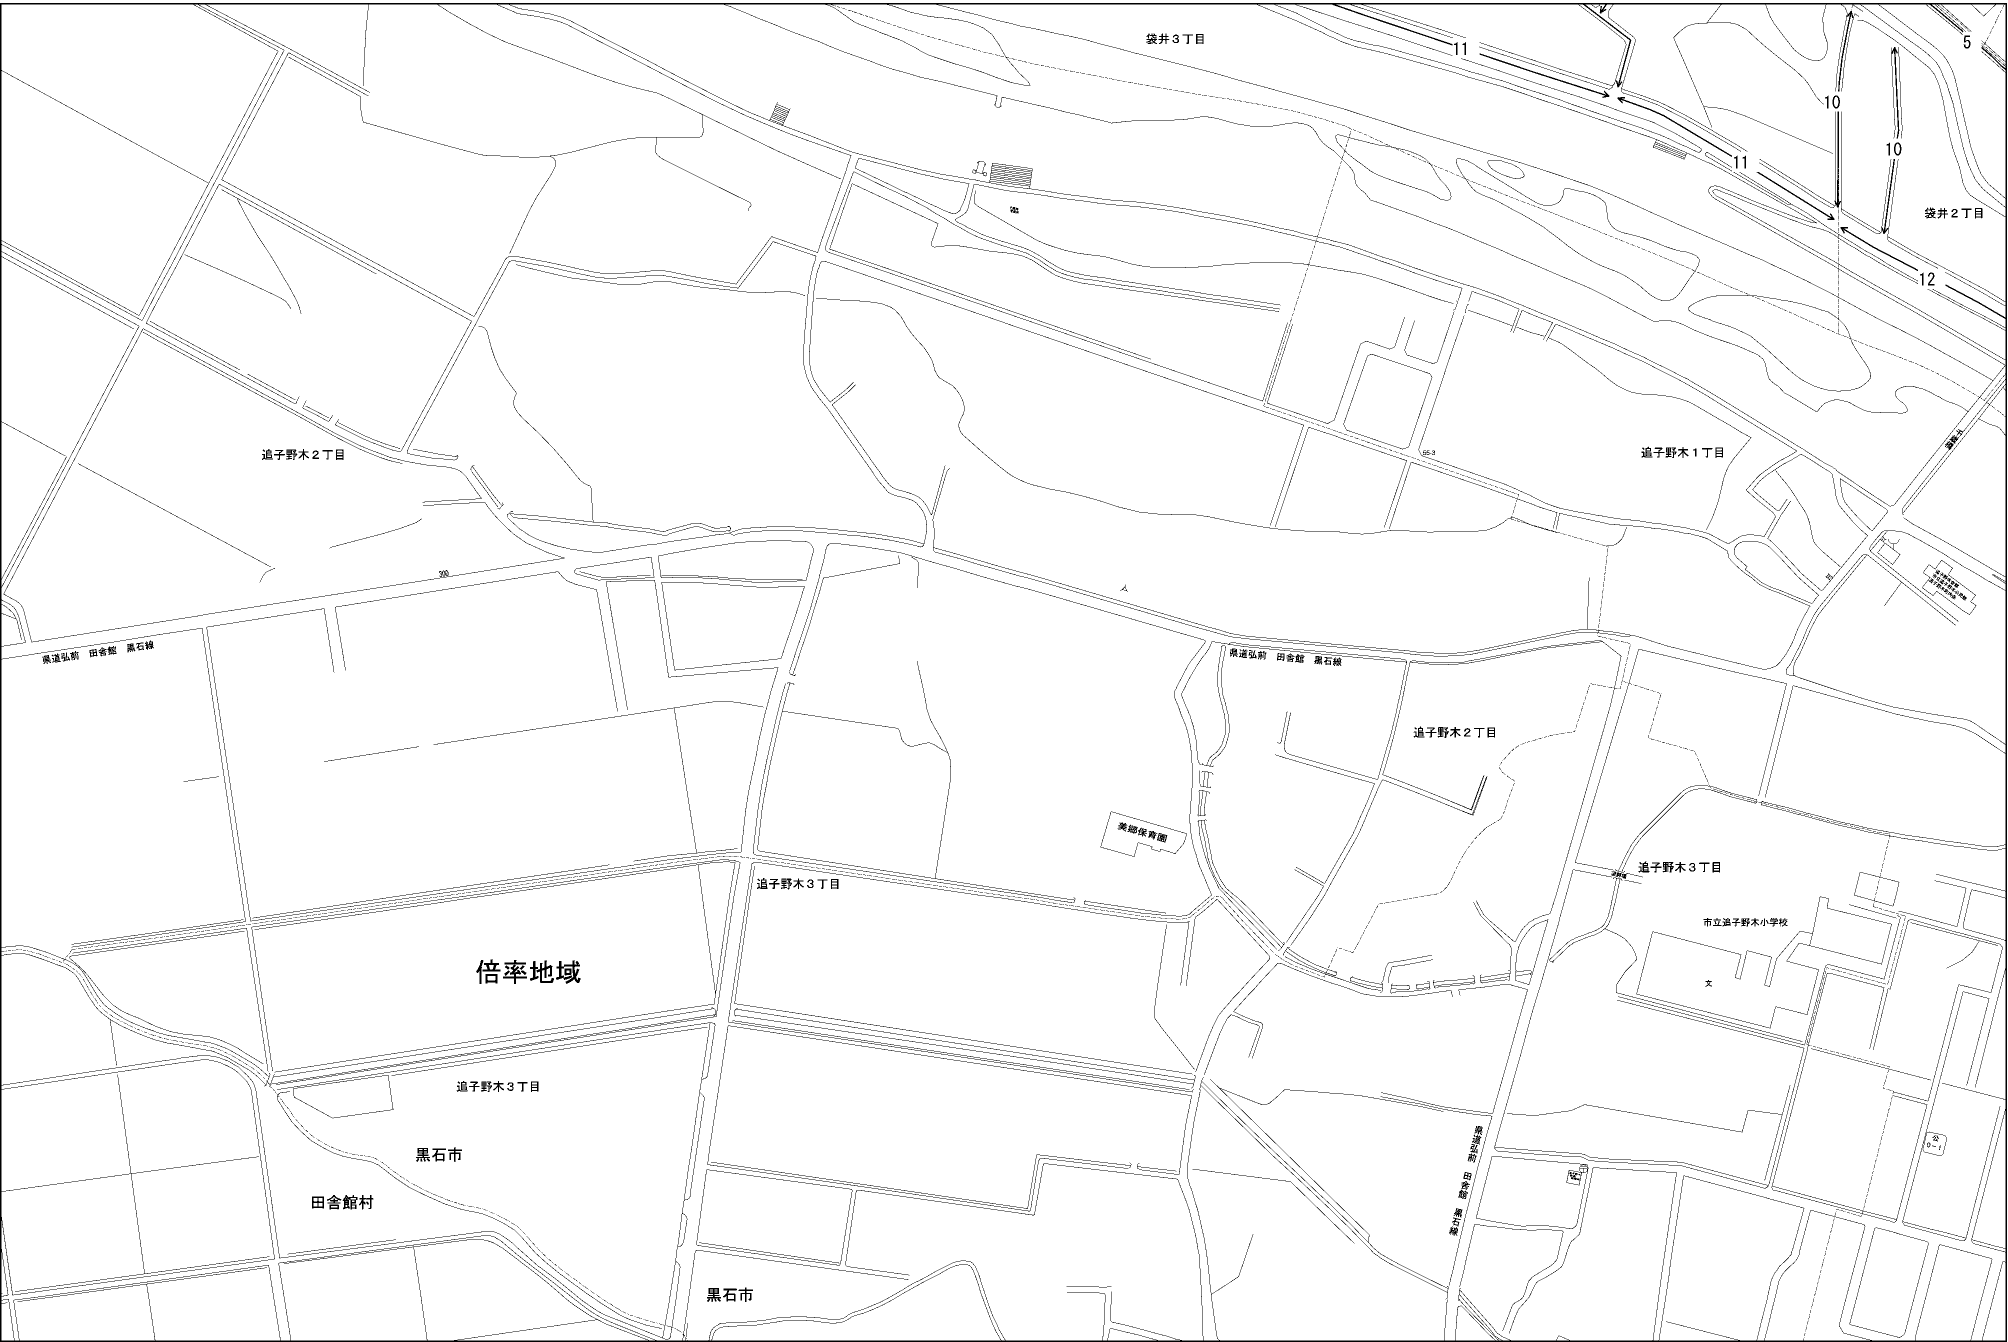 袋井３丁目
11
5
10
10
11
袋井２丁目
12
追子野木２丁目
55-3
追子野木１丁目
300
県道弘前　田舎館　黒石線
県道弘前　田舎館　黒石線
追子野木２丁目
美郷保育園
追子野木３丁目
追子野木３丁目
市立追子野木小学校
倍率地域
文
追子野木３丁目
黒石市
県道弘前　田舎館　黒石線
公
0-1
田舎館村
黒石市